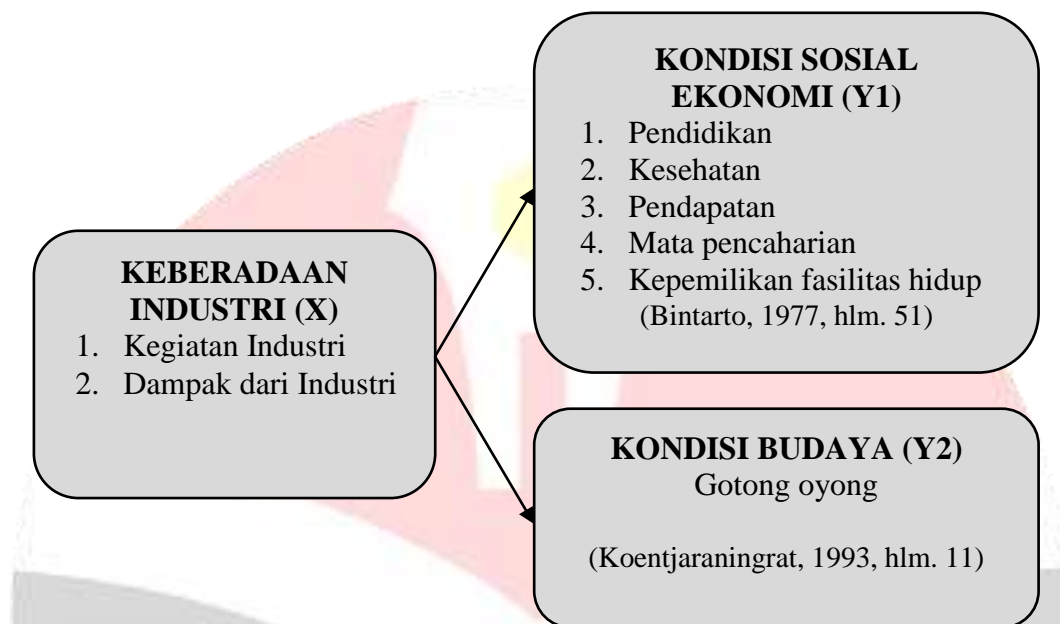 KEBERADAAN
INDUSTRI (X)
1. Kegiatan Industri
2. Dampak dari Industri
KONDISI SOSIAL
EKONOMI (Y1)
1. Pendidikan
2. Kesehatan
3. Pendapatan
4. Mata pencaharian
5. Kepemilikan fasilitas hidup
(Bintarto, 1977, hlm. 51)
KONDISI BUDAYA (Y2)
Gotong oyong
(Koentjaraningrat, 1993, hlm. 11)